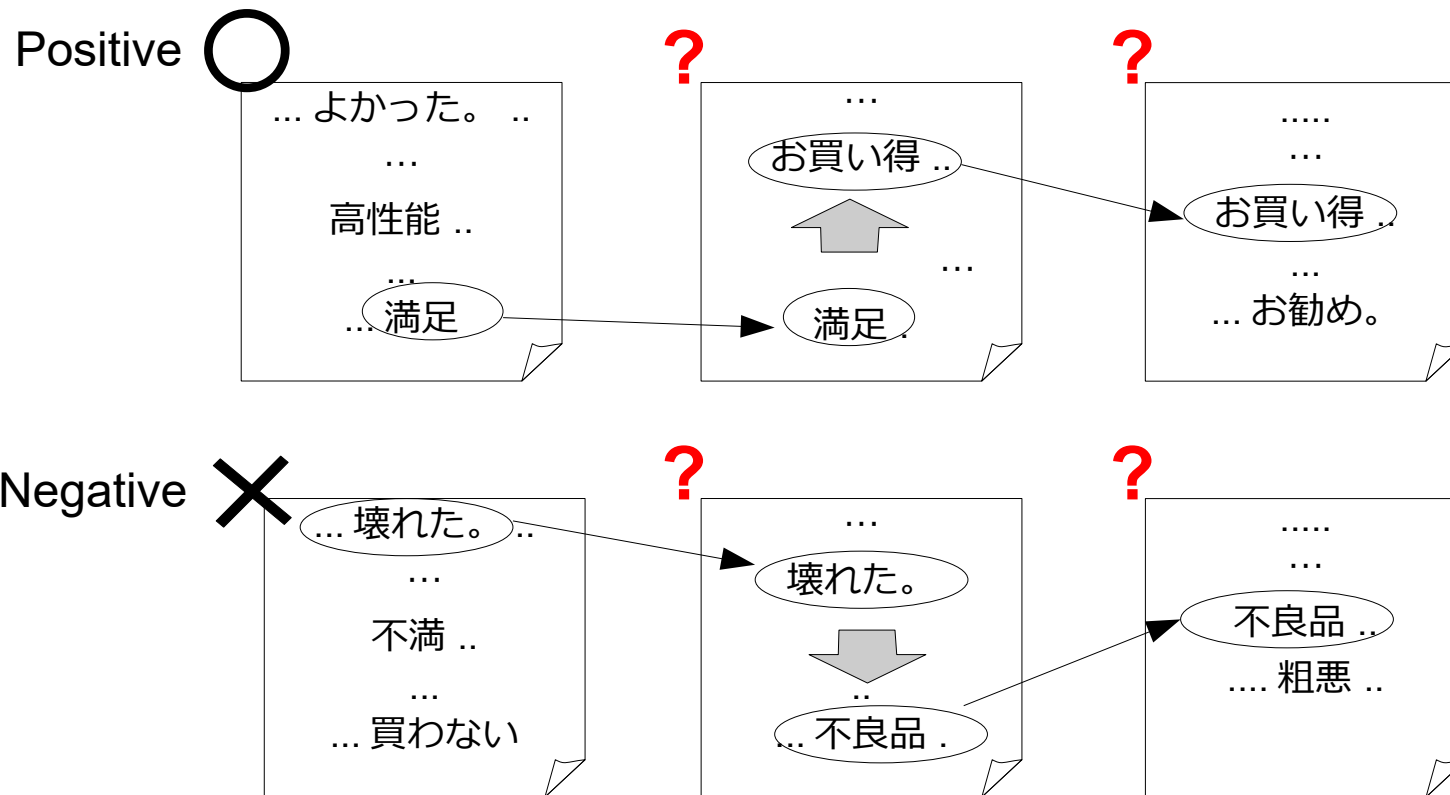 Positive
... よかった。 ..
...
高性能 ..
...
... 満足
?
...
お買い得 ..
...
満足 .
?
.....
...
お買い得 ..
...
... お勧め。
Negative
... 壊れた。 ..
...
不満 ..
...
... 買わない
?
...
壊れた。
..
... 不良品 .
?
.....
...
不良品 ..
.... 粗悪 ..